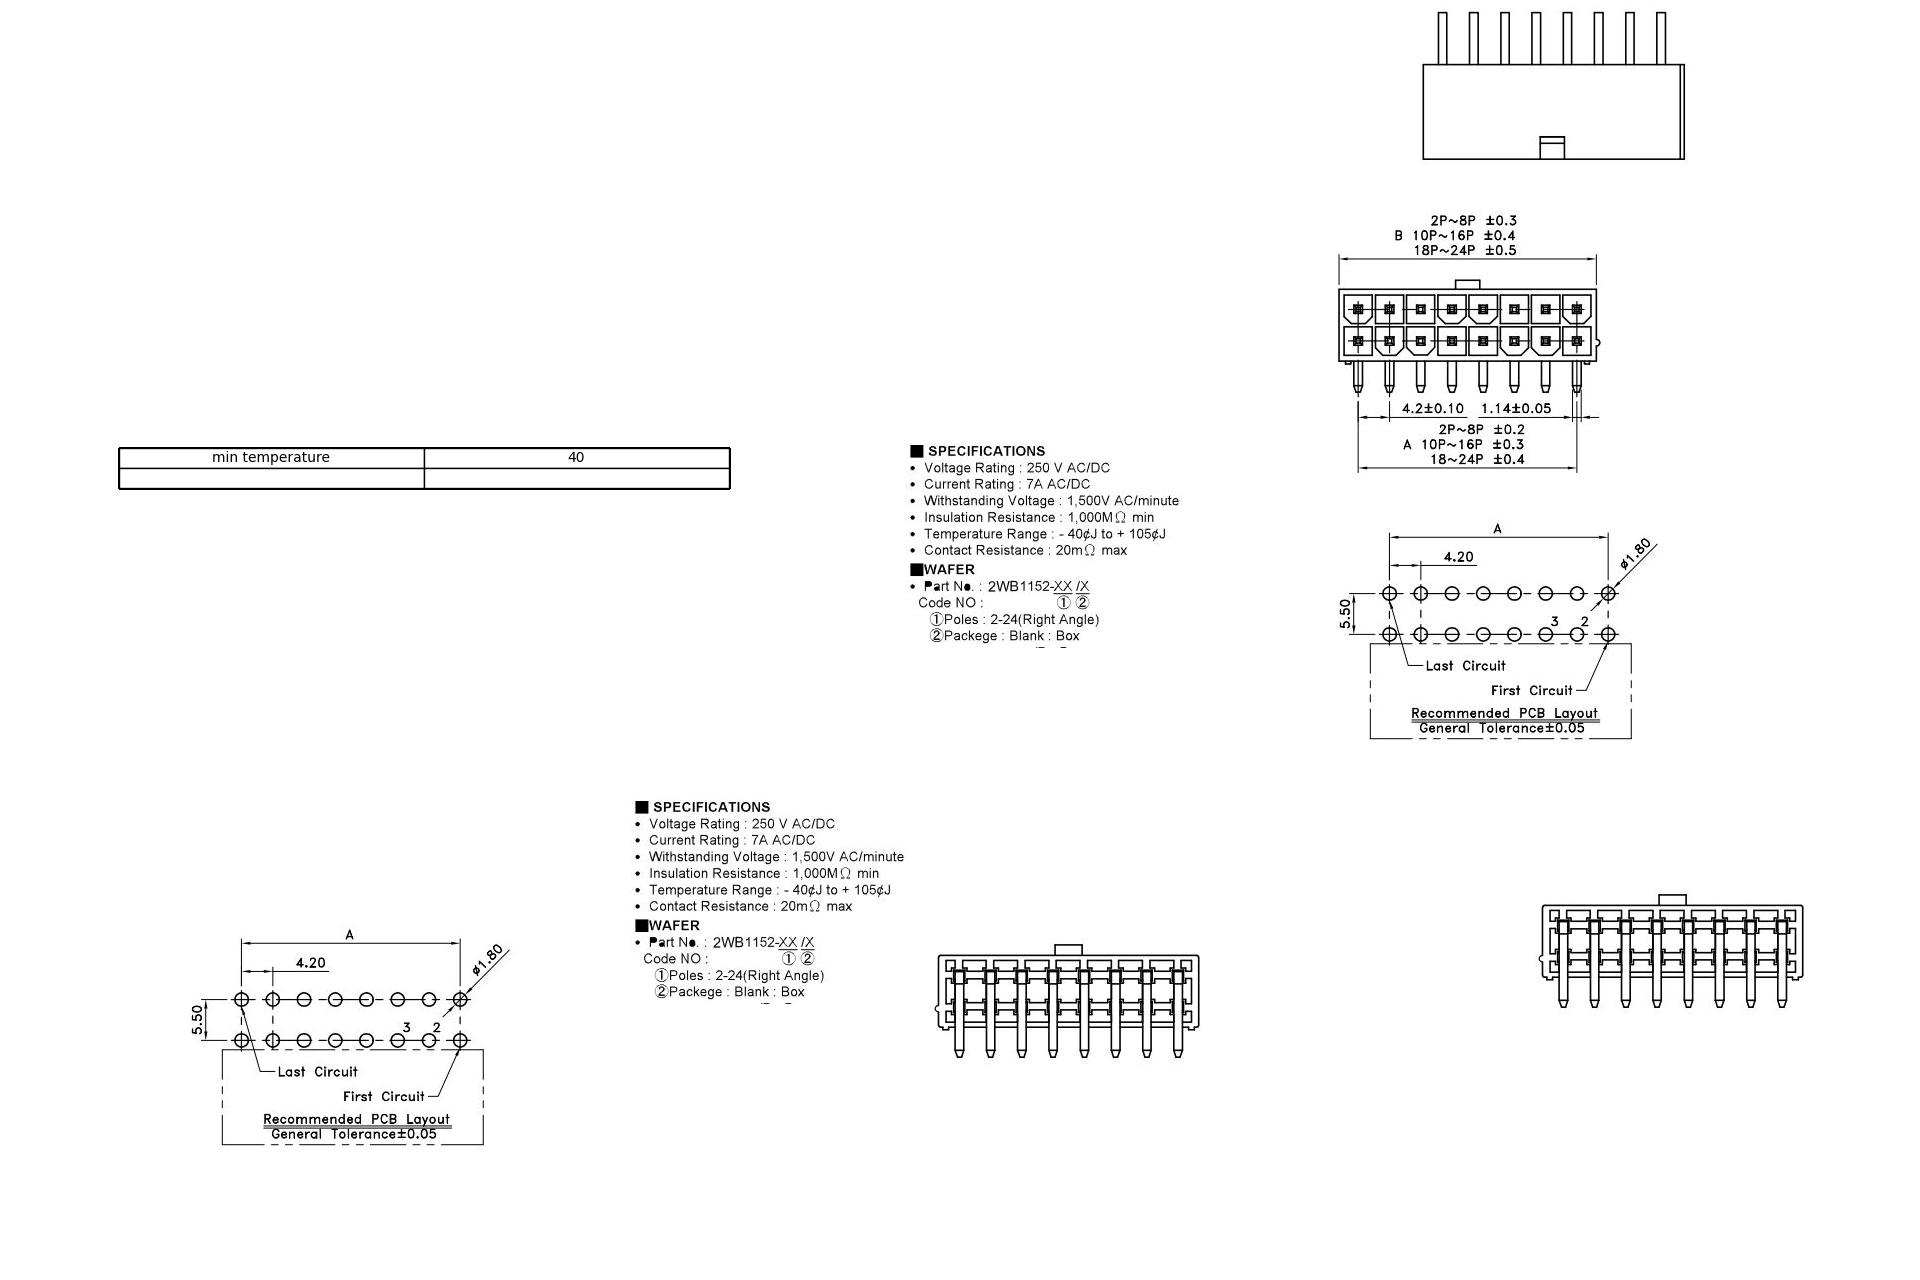 2P~8P ±0.3
B 10P~16P ±0.4
18P~24P ±0.5
4.2±0.10 1.14±0.05
2P~8P ±0.2
A 10P~16P ±0.3
18~24P ±0.4
min temperature 40
■ SPECIFICATIONS
• Voltage Rating : 250 V AC/DC
• Current Rating : 7A AC/DC
• Withstanding Voltage : 1,500V AC/minute
• Insulation Resistance : 1,000MΩ min
• Temperature Range : - 40¢J to + 105¢J
• Contact Resistance : 20mΩ max
■WAFER
• Part No. : 2WB1152-XX /X
Code NO : ① ②
①Poles : 2-24(Right Angle)
②Packege : Blank : Box
A
4.20
ø1.80
5.50
3 2
Last Circuit
First Circuit
Recommended PCB Layout
General Tolerance±0.05
■ SPECIFICATIONS
• Voltage Rating : 250 V AC/DC
• Current Rating : 7A AC/DC
• Withstanding Voltage : 1,500V AC/minute
• Insulation Resistance : 1,000MΩ min
• Temperature Range : - 40¢J to + 105¢J
• Contact Resistance : 20mΩ max
■WAFER
• Part No. : 2WB1152-XX /X
Code NO : ① ②
①Poles : 2-24(Right Angle)
②Packege : Blank : Box
A
4.20
ø1.80
5.50
3 2
Last Circuit
First Circuit
Recommended PCB Layout
General Tolerance±0.05